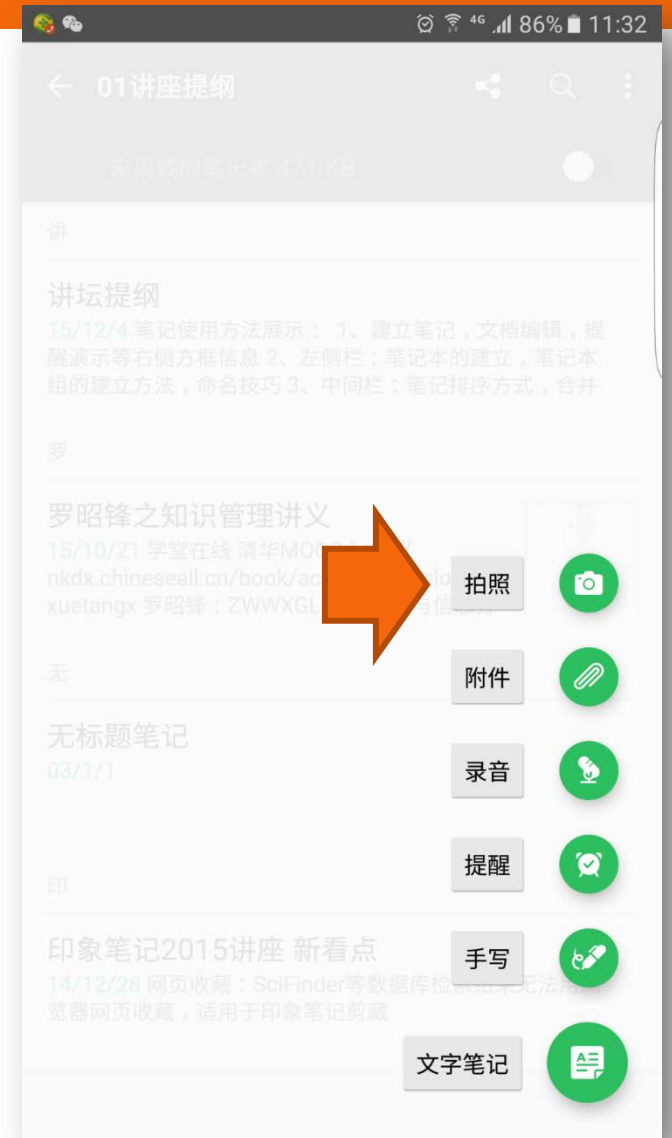 4G 86% 11:32
01讲座提纲
未离线的笔记本 471 KB
讲
讲坛提纲
15/12/4 笔记使用方法展示： 1、建立笔记，文档编辑，提
醒演示等右侧方框信息 2、左侧栏：笔记本的建立，笔记本
组的建立方法，命名技巧 3、中间栏：笔记排序方式，合并
罗
罗昭锋之知识管理讲义
15/10/21 学堂在线 清华MOO
nkdx.chineseall.cn/book/ac
xuetangx 罗昭锋：ZWWXGL
拍照
附件
无
无标题笔记
03/1/1
录音
提醒
印
印象笔记2015讲座 新看点
14/12/28 网页收藏：SciFinder等数据库检
览器网页收藏，适用于印象笔记剪藏
手写
文字笔记